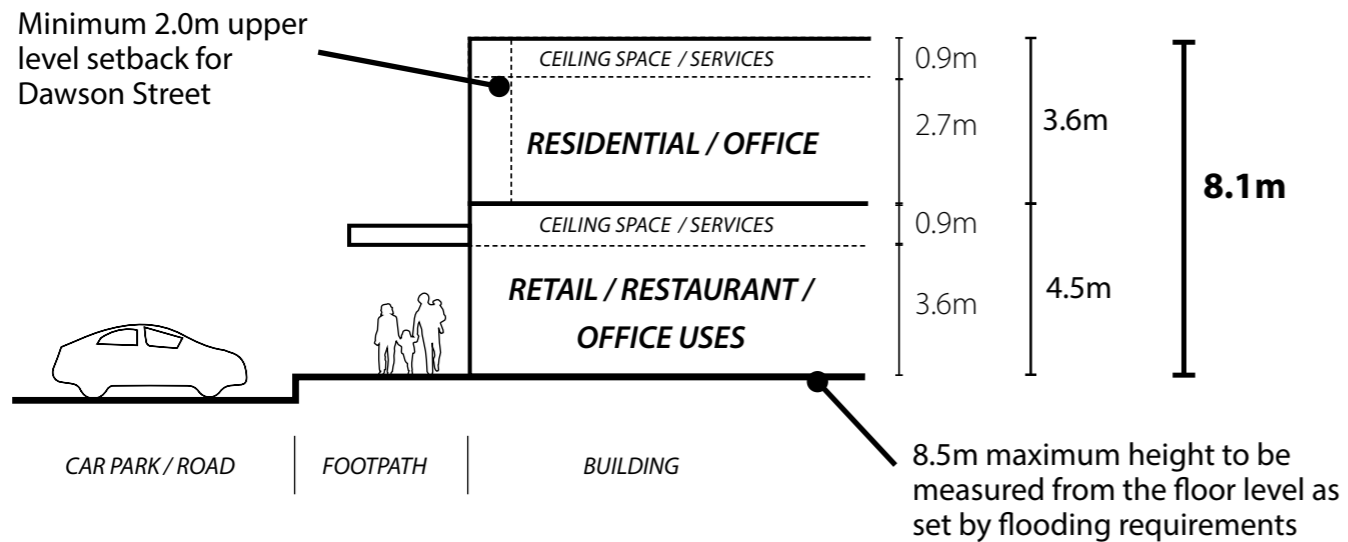 Minimum 2.0m upper
level setback for
Dawson Street
CEILING SPACE / SERVICES
RESIDENTIAL / OFFICE
CEILING SPACE / SERVICES
RETAIL / RESTAURANT /
OFFICE USES
0.9m
2.7m
0.9m
3.6m
3.6m
4.5m
8.1m
CAR PARK / ROAD
FOOTPATH
BUILDING
8.5m maximum height to be
measured from the floor level as
set by flooding requirements